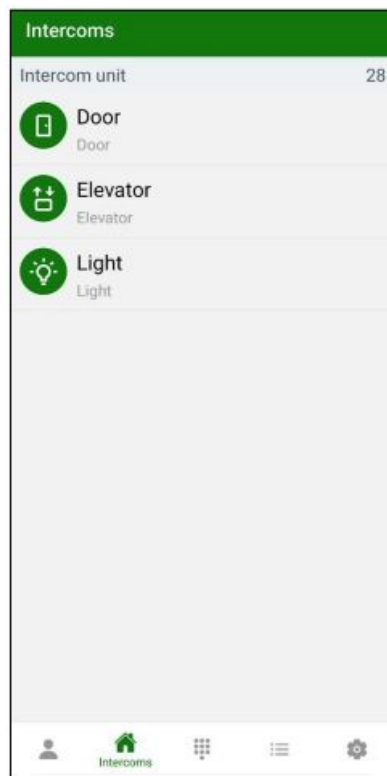 Intercoms
Intercom unit 28
Door
Door
Elevator
Elevator
Light
Light
Intercoms